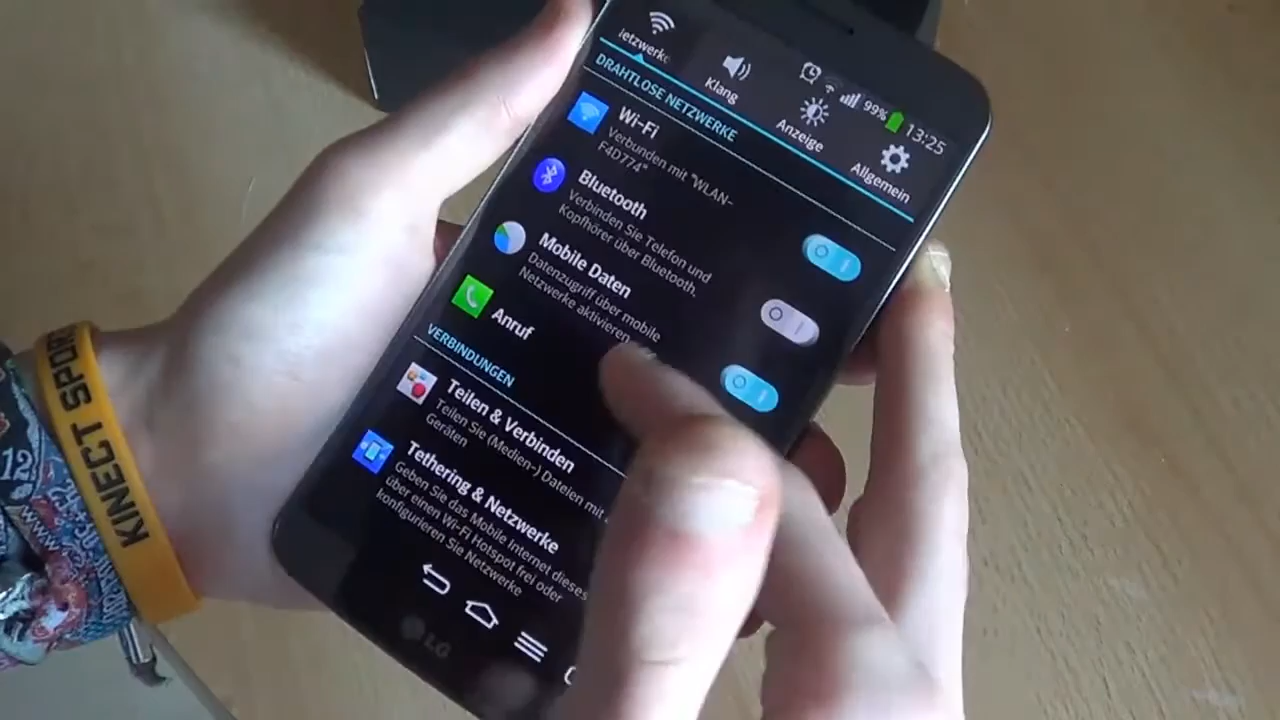 99% 13:25
Netzwerke
Klang
Anzeige
Allgemein
DRAHTLOSE NETZWERKE
Wi-Fi
Verbunden mit "WLAN-
F4D774"
Bluetooth
Verbinden Sie Telefon und
Kopfhörer über Bluetooth.
Mobile Daten
Datenzugriff über mobile
Netzwerke aktivieren
Anruf
VERBINDUNGEN
Teilen & Verbinden
Teilen Sie (Medien-) Dateien mit
Geräten
Tethering & Netzwerke
Geben Sie das Mobile Internet dieses
über einen Wi-Fi Hotspot frei oder
konfigurieren Sie Netzwerke
LG
KINECT SPORT
12